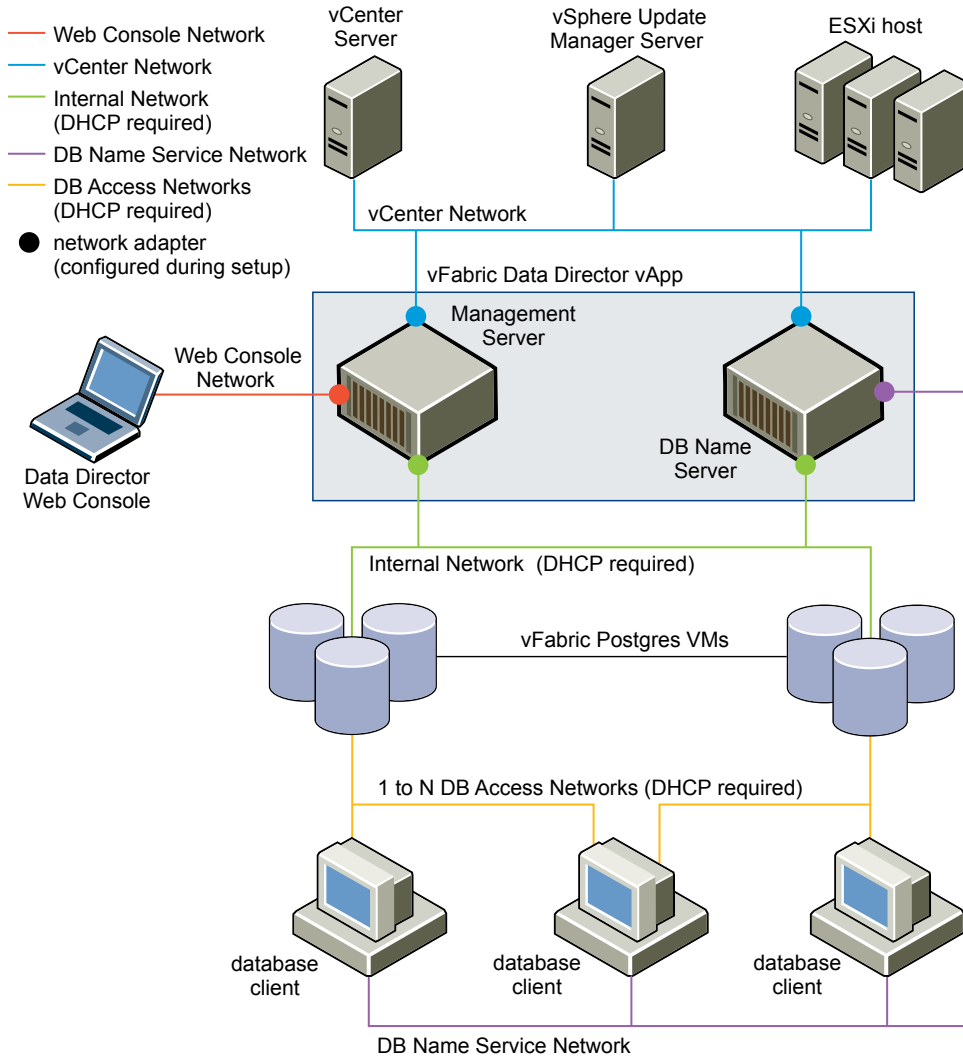 Web Console Network
vCenter Network
Internal Network
(DHCP required)
DB Name Service Network
DB Access Networks
(DHCP required)
network adapter
(configured during setup)
vCenter
Server
vSphere Update
Manager Server
ESXi host
vCenter Network
vFabric Data Director vApp
Management
Server
Web Console
Network
DB Name
Server
Data Director
Web Console
Internal Network (DHCP required)
vFabric Postgres VMs
1 to N DB Access Networks (DHCP required)
database
client
database
client
database
client
DB Name Service Network